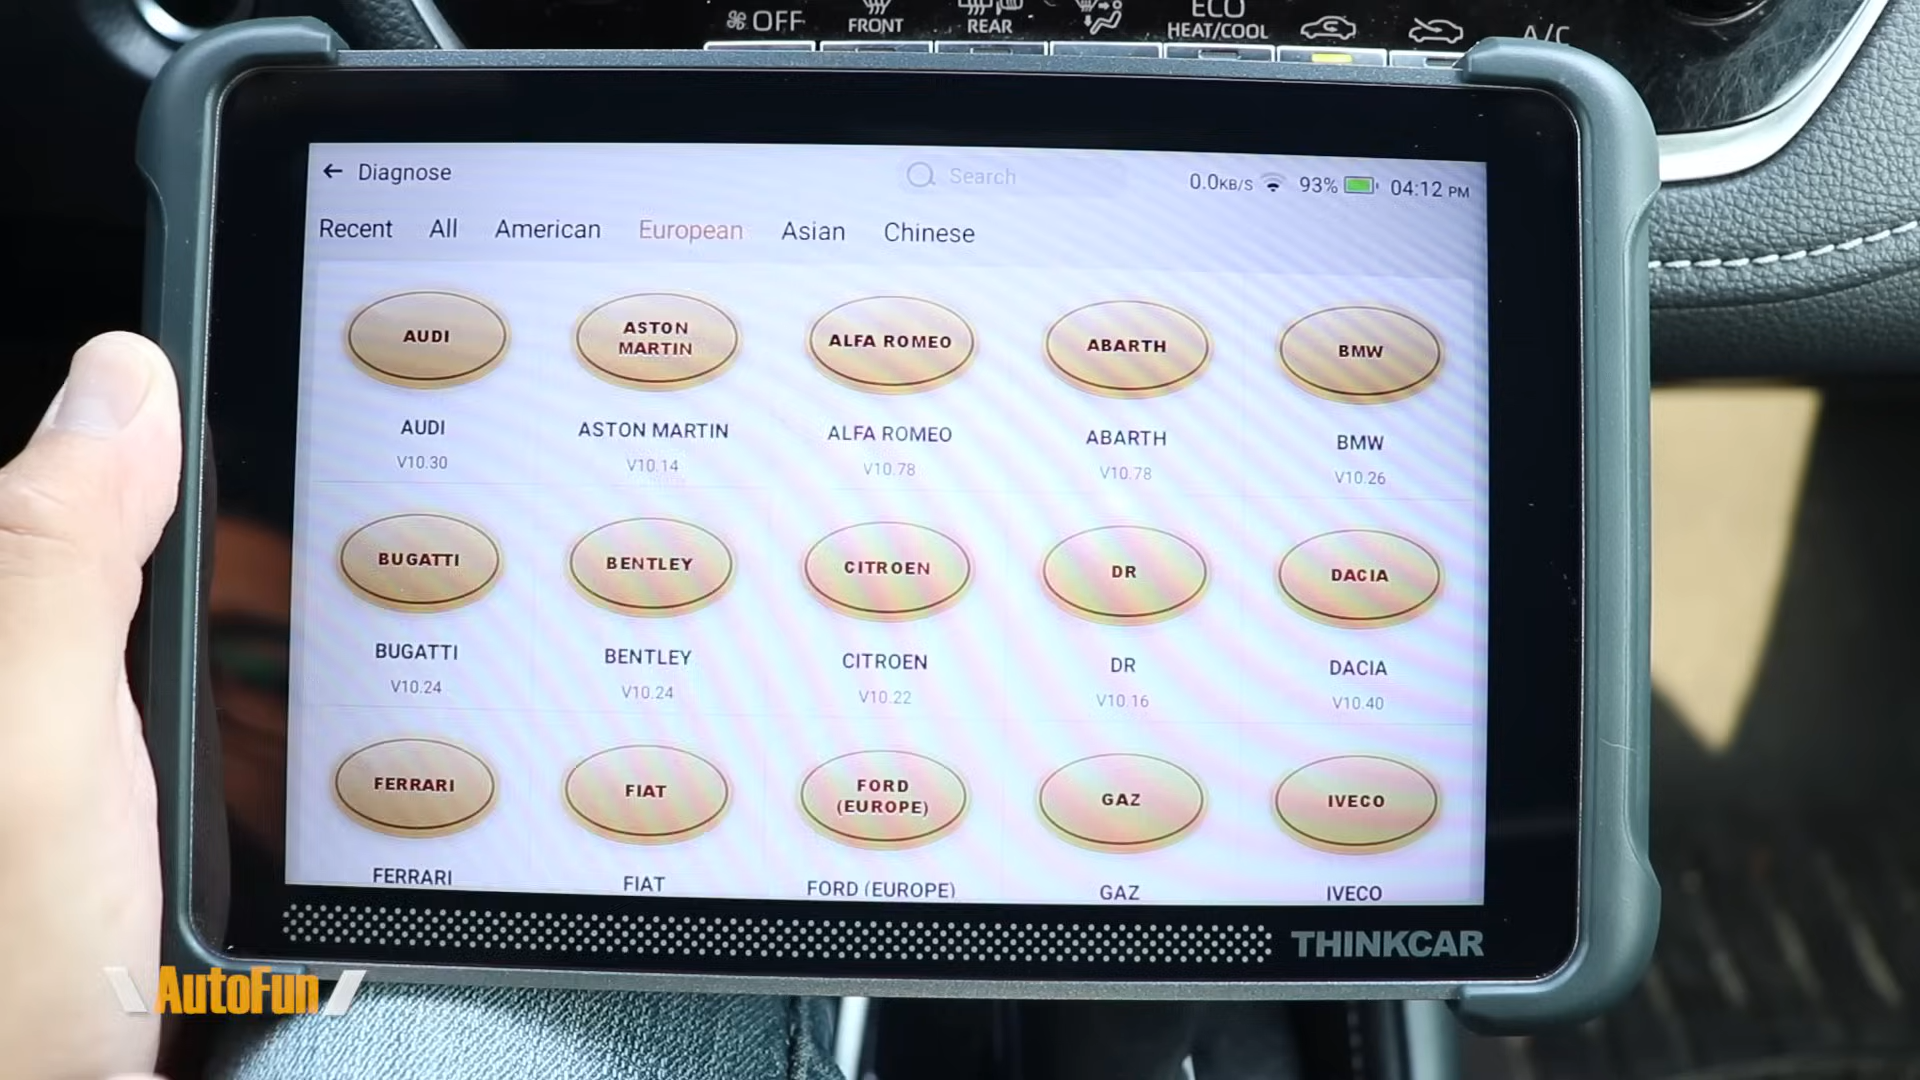 OFF FRONT REAR ECO HEAT/COOL A/C
← Diagnose Search 0.0KB/S 93% 04:12 PM
Recent All American European Asian Chinese
AUDI ASTON MARTIN ALFA ROMEO ABARTH BMW
AUDI ASTON MARTIN ALFA ROMEO ABARTH BMW
V10.30 V10.14 V10.78 V10.78 V10.26
BUGATTI BENTLEY CITROEN DR DACIA
BUGATTI BENTLEY CITROEN DR DACIA
V10.24 V10.24 V10.22 V10.16 V10.40
FERRARI FIAT FORD (EUROPE) GAZ IVECO
FERRARI FIAT FORD (EUROPE) GAZ IVECO
THINKCAR
AutoFun